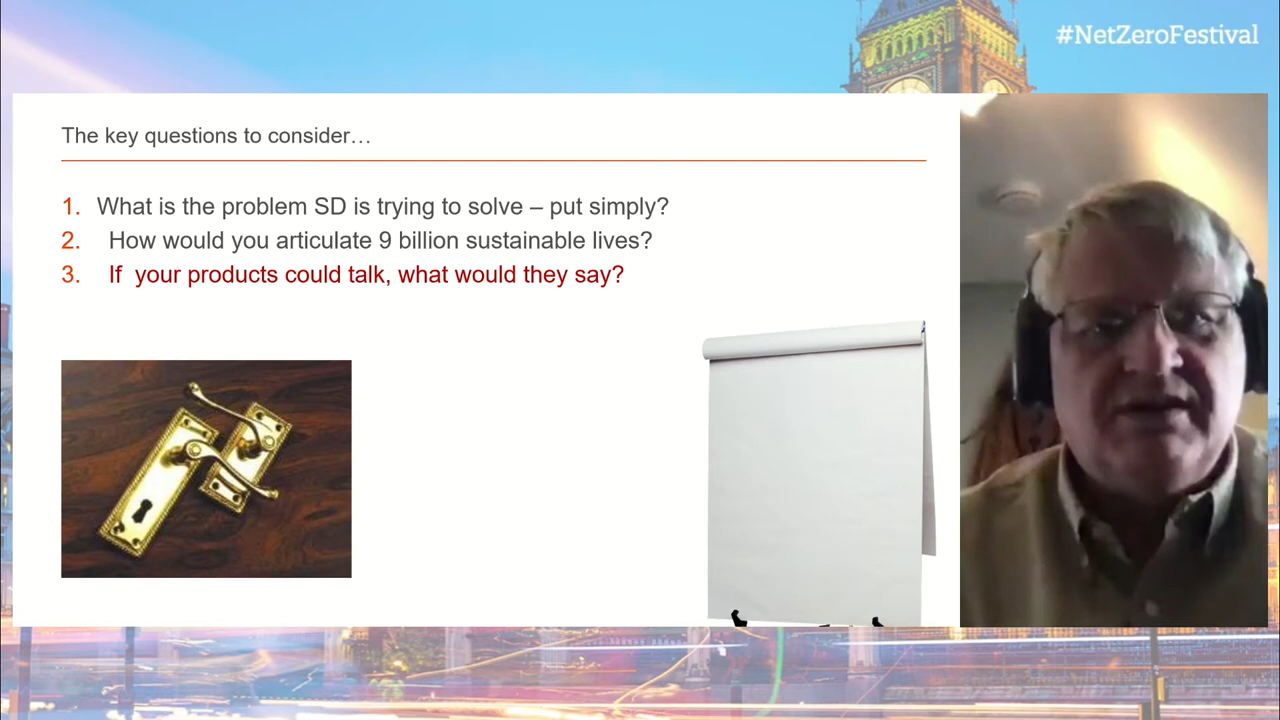 #NetZeroFestival
The key questions to consider…
1. What is the problem SD is trying to solve – put simply?
2. How would you articulate 9 billion sustainable lives?
3. If your products could talk, what would they say?